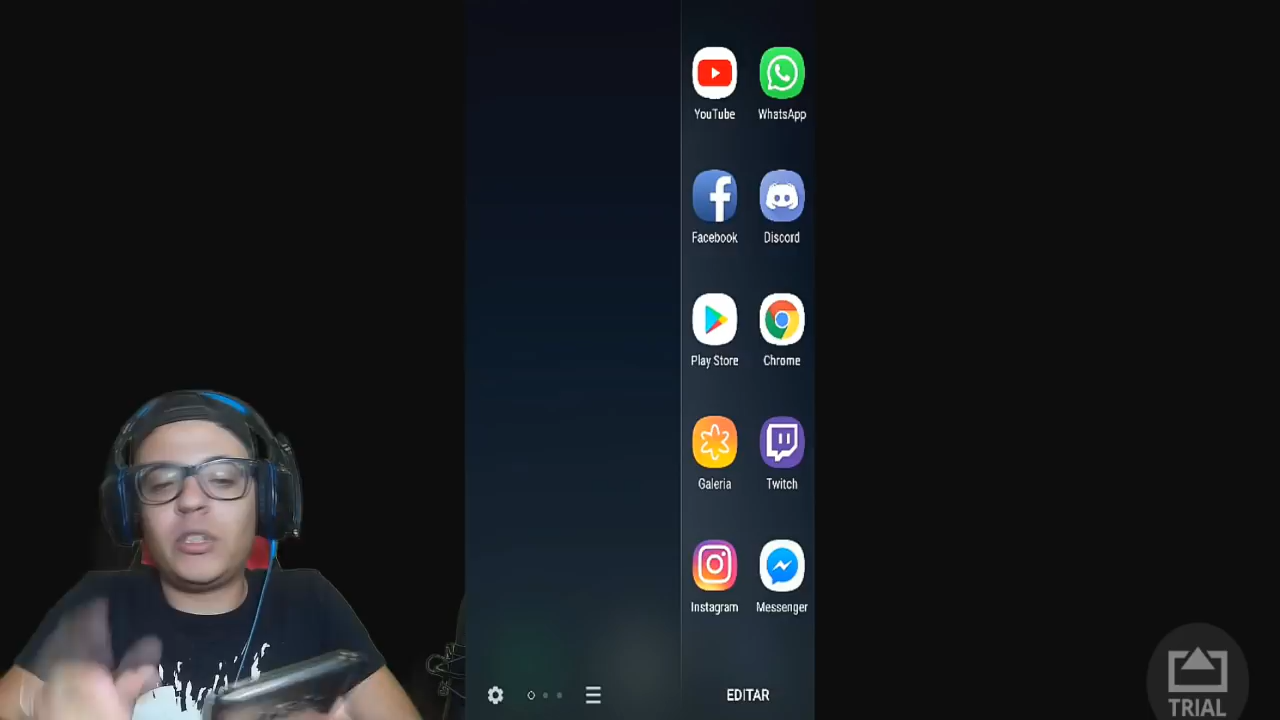 YouTube WhatsApp
Facebook Discord
Play Store Chrome
Galeria Twitch
Instagram Messenger
EDITAR
TRIAL